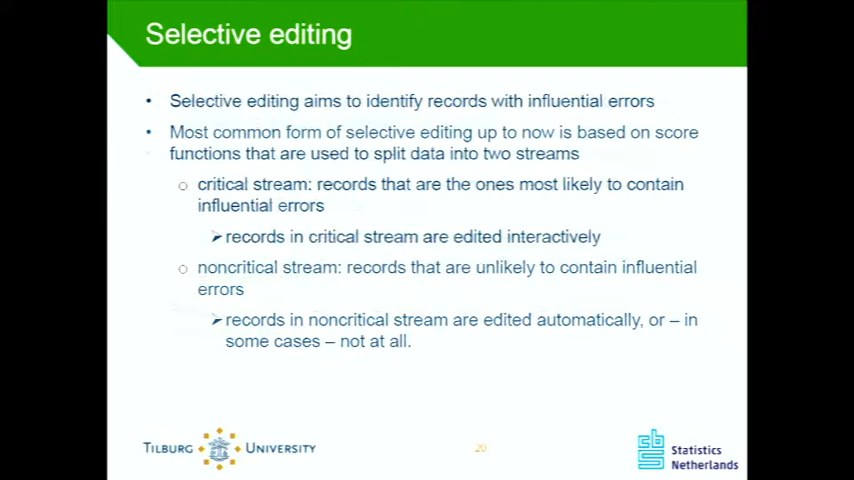 Selective editing
• Selective editing aims to identify records with influential errors
• Most common form of selective editing up to now is based on score
functions that are used to split data into two streams
○ critical stream: records that are the ones most likely to contain
influential errors
➢ records in critical stream are edited interactively
○ noncritical stream: records that are unlikely to contain influential
errors
➢ records in noncritical stream are edited automatically, or – in
some cases – not at all.
TILBURG UNIVERSITY
20
cbs
Statistics
Netherlands